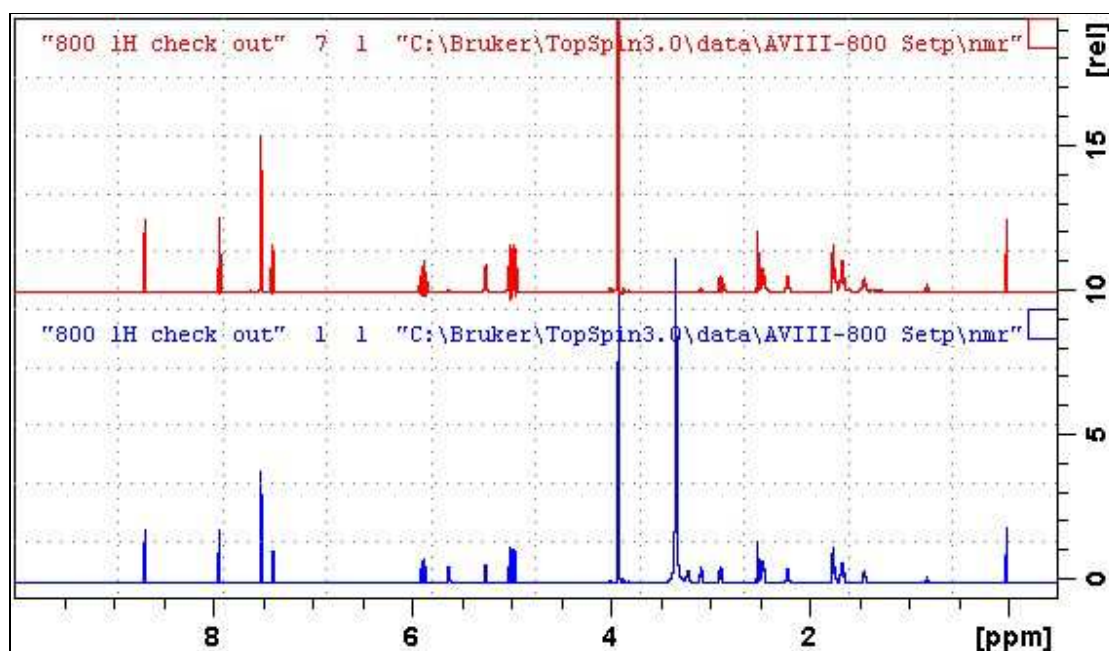 "800 1H check out" 7 1 "C:\Bruker\TopSpin3.0\data\AVIII-800 Setp\nmr"
[rel]
15
10
"800 1H check out" 1 1 "C:\Bruker\TopSpin3.0\data\AVIII-800 Setp\nmr"
5
0
8 6 4 2 [ppm]